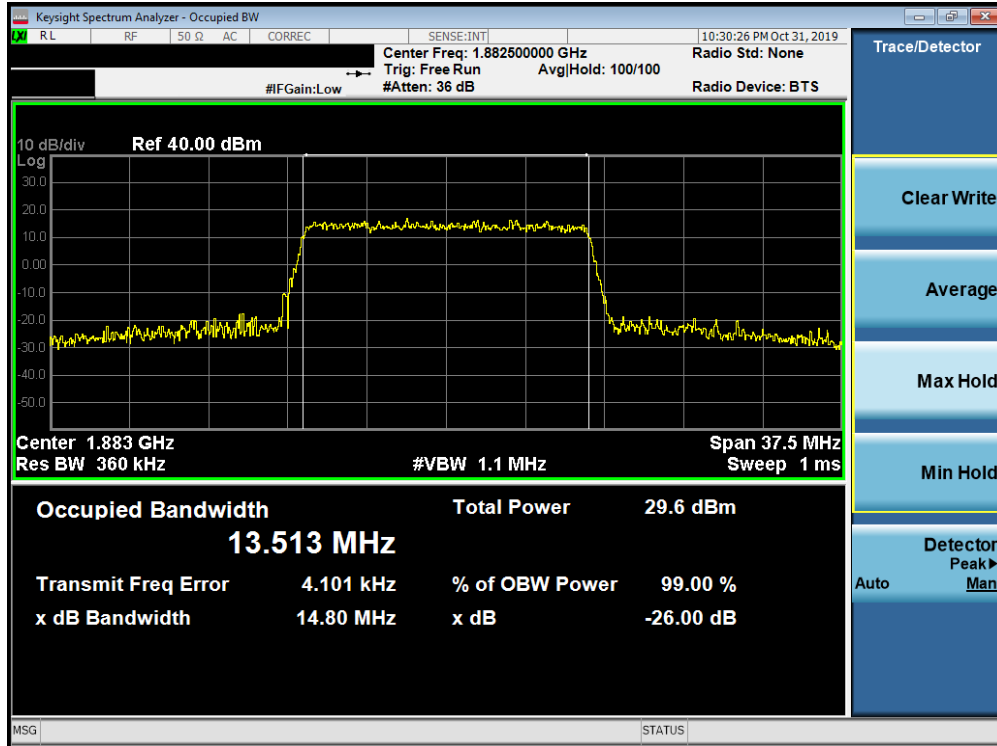 Keysight Spectrum Analyzer - Occupied BW
LXI RL RF 50 Ω AC CORREC SENSE:INT 10:30:26 PM Oct 31, 2019
Center Freq: 1.882500000 GHz Radio Std: None
Trig: Free Run Avg|Hold: 100/100
#IFGain:Low #Atten: 36 dB Radio Device: BTS
Trace/Detector
10 dB/div Ref 40.00 dBm
Log
30.0
20.0
10.0
0.00
-10.0
-20.0
-30.0
-40.0
-50.0
Center 1.883 GHz Span 37.5 MHz
Res BW 360 kHz #VBW 1.1 MHz Sweep 1 ms
Occupied Bandwidth Total Power 29.6 dBm
13.513 MHz
Transmit Freq Error 4.101 kHz % of OBW Power 99.00 %
x dB Bandwidth 14.80 MHz x dB -26.00 dB
Clear Write
Average
Max Hold
Min Hold
Detector
Peak▶
Auto Man
MSG STATUS